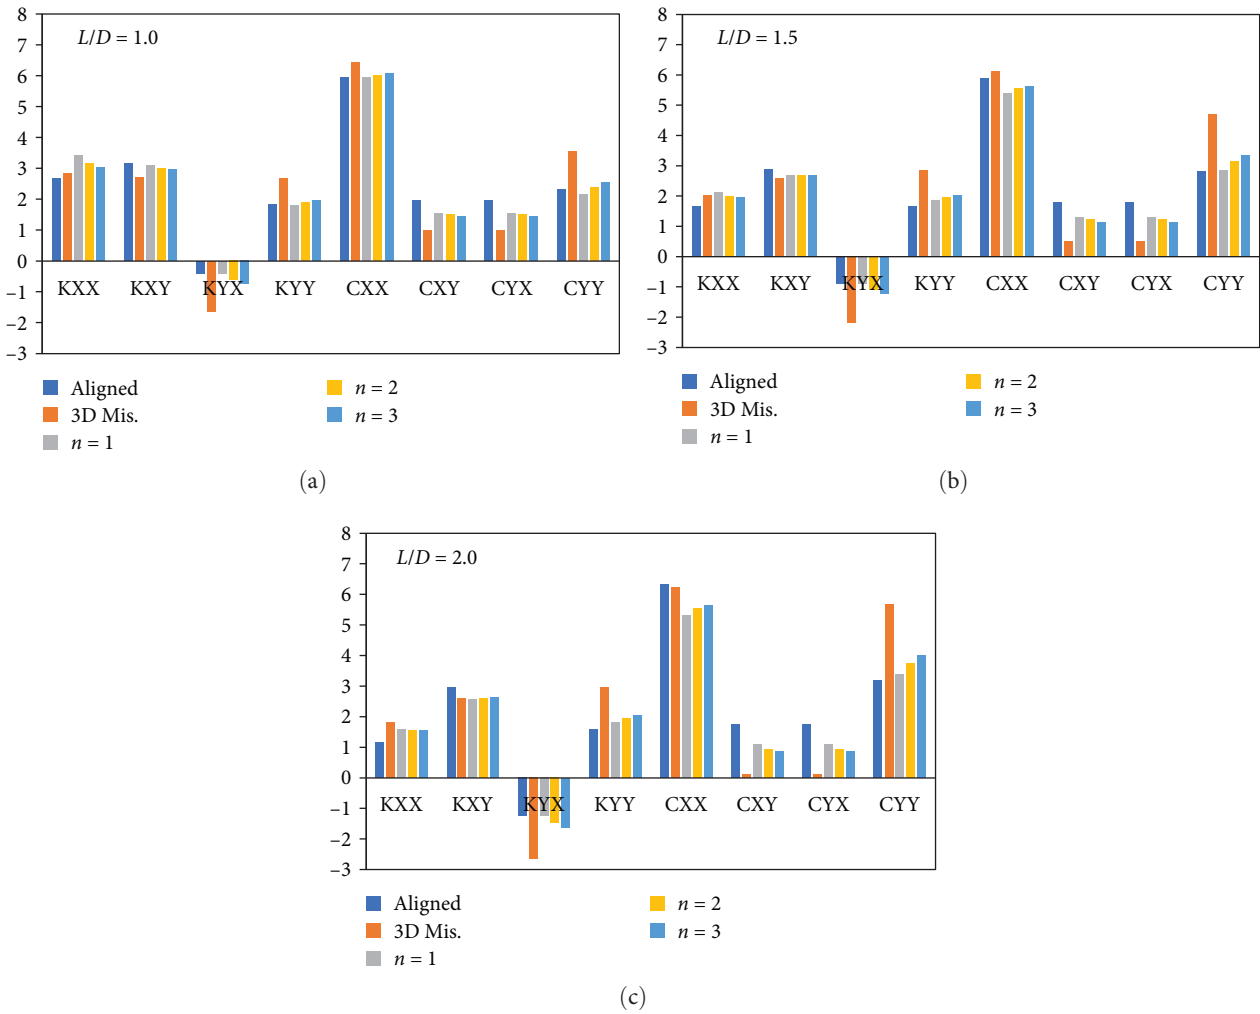 8
7
6
5
4
3
2
1
0
−1
−2
−3
L/D = 1.0
KXX KXY KYX KYY CXX CXY CYX CYY
Aligned
3D Mis.
n = 1
n = 2
n = 3
(a)
8
7
6
5
4
3
2
1
0
−1
−2
−3
L/D = 1.5
KXX KXY KYX KYY CXX CXY CYX CYY
Aligned
3D Mis.
n = 1
n = 2
n = 3
(b)
8
7
6
5
4
3
2
1
0
−1
−2
−3
L/D = 2.0
KXX KXY KYX KYY CXX CXY CYX CYY
Aligned
3D Mis.
n = 1
n = 2
n = 3
(c)